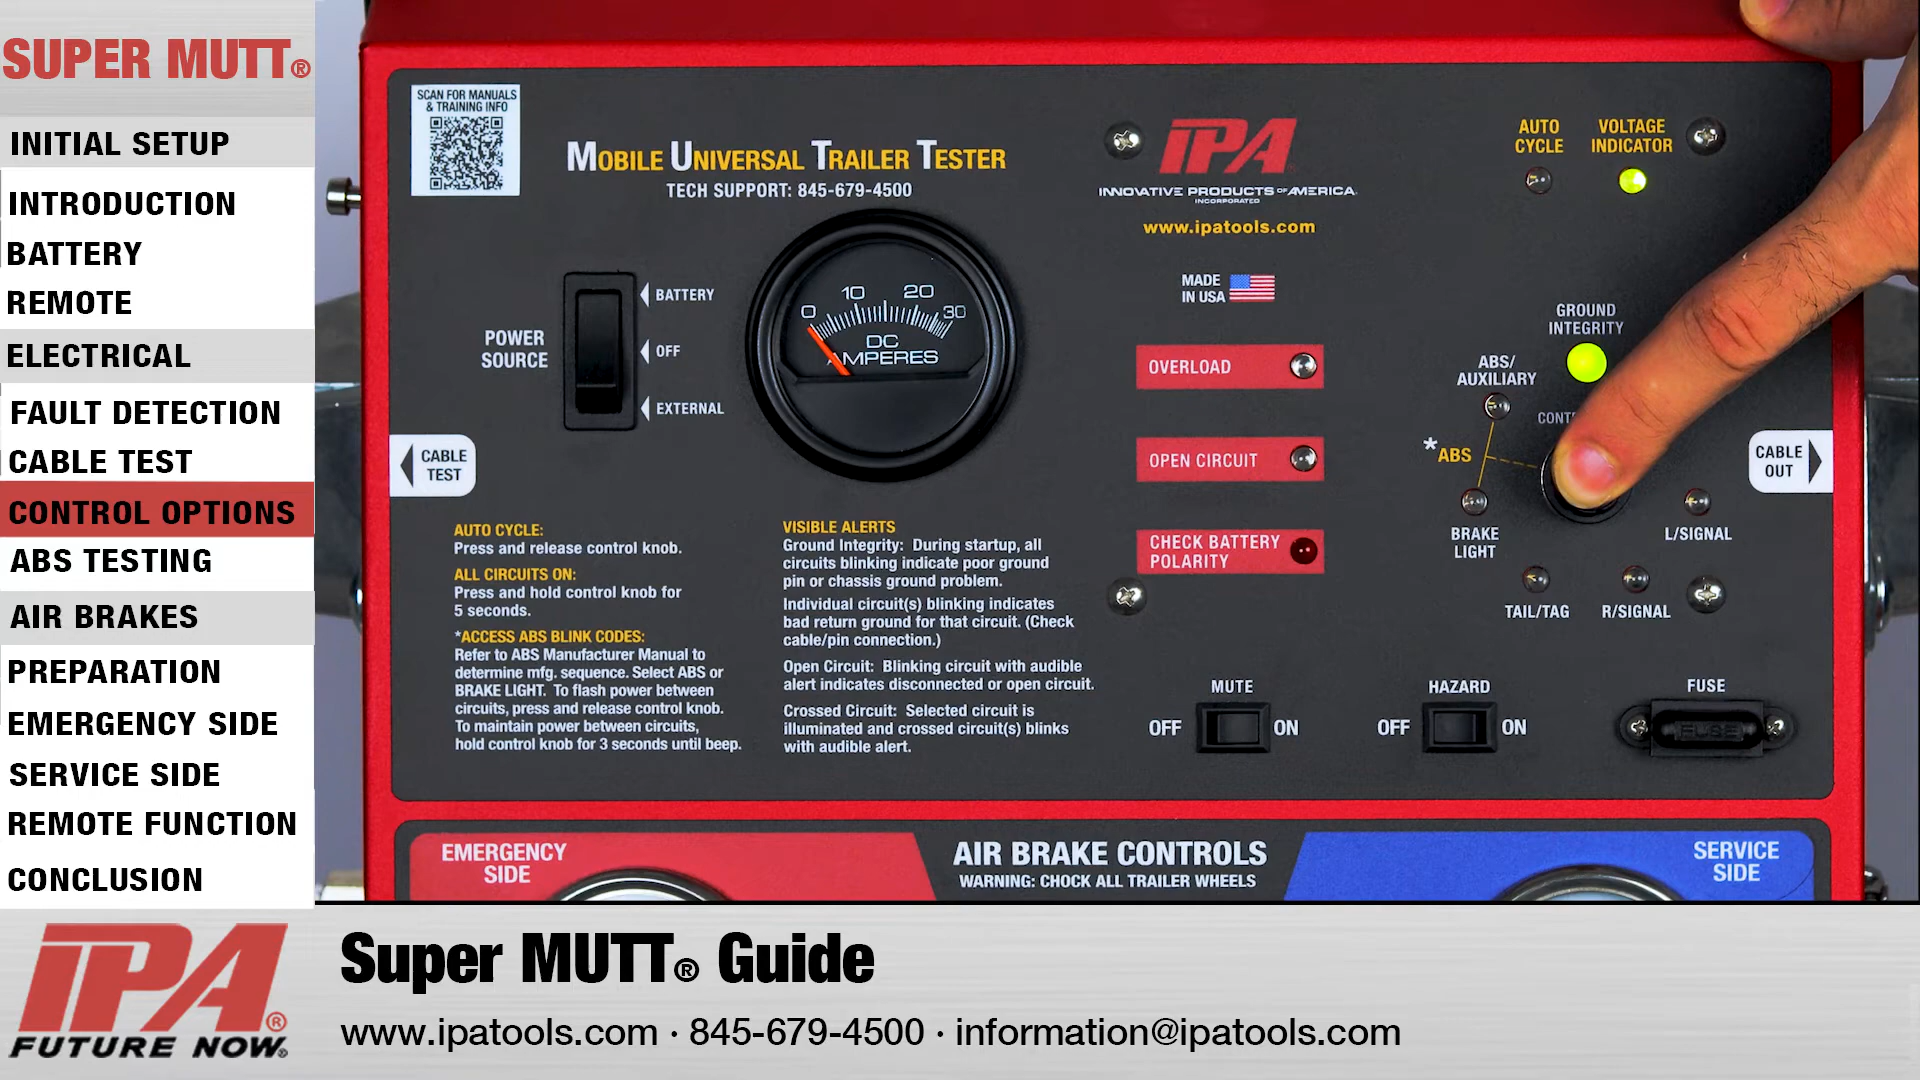 SUPER MUTT®
INITIAL SETUP
INTRODUCTION
BATTERY
REMOTE
ELECTRICAL
FAULT DETECTION
CABLE TEST
CONTROL OPTIONS
ABS TESTING
AIR BRAKES
PREPARATION
EMERGENCY SIDE
SERVICE SIDE
REMOTE FUNCTION
CONCLUSION
SCAN FOR MANUALS
& TRAINING INFO
MOBILE UNIVERSAL TRAILER TESTER
TECH SUPPORT: 845-679-4500
IPA
INNOVATIVE PRODUCTS OF AMERICA
INCORPORATED
www.ipatools.com
MADE
IN USA
AUTO
CYCLE
VOLTAGE
INDICATOR
POWER
SOURCE
BATTERY
OFF
EXTERNAL
0 10 20 30
DC
AMPERES
OVERLOAD
OPEN CIRCUIT
CHECK BATTERY
POLARITY
GROUND
INTEGRITY
ABS/
AUXILIARY
*ABS
BRAKE
LIGHT
TAIL/TAG
R/SIGNAL
L/SIGNAL
CABLE
TEST
CABLE
OUT
AUTO CYCLE:
Press and release control knob.
ALL CIRCUITS ON:
Press and hold control knob for
5 seconds.
*ACCESS ABS BLINK CODES:
Refer to ABS Manufacturer Manual to
determine mfg. sequence. Select ABS or
BRAKE LIGHT. To flash power between
circuits, press and release control knob.
To maintain power between circuits,
hold control knob for 3 seconds until beep.
VISIBLE ALERTS
Ground Integrity: During startup, all
circuits blinking indicate poor ground
pin or chassis ground problem.
Individual circuit(s) blinking indicates
bad return ground for that circuit. (Check
cable/pin connection.)
Open Circuit: Blinking circuit with audible
alert indicates disconnected or open circuit.
Crossed Circuit: Selected circuit is
illuminated and crossed circuit(s) blinks
with audible alert.
MUTE
OFF ON
HAZARD
OFF ON
FUSE
FUSE
EMERGENCY
SIDE
AIR BRAKE CONTROLS
WARNING: CHOCK ALL TRAILER WHEELS
SERVICE
SIDE
IPA®
FUTURE NOW®
Super MUTT® Guide
www.ipatools.com · 845-679-4500 · information@ipatools.com